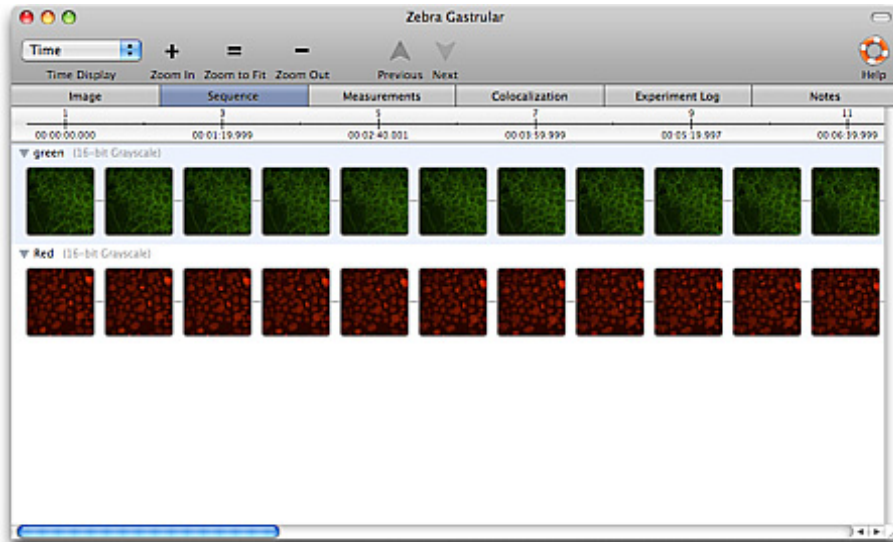 Zebra Gastrular
Time
Time Display Zoom In Zoom to Fit Zoom Out Previous Next Help
Image Sequence Measurements Colocalization Experiment Log Notes
1 3 5 7 9 11
00:00:00.000 00:01:19.999 00:02:40.001 00:03:59.999 00:05:19.997 00:06:39.999
green (16-bit Grayscale)
Red (16-bit Grayscale)